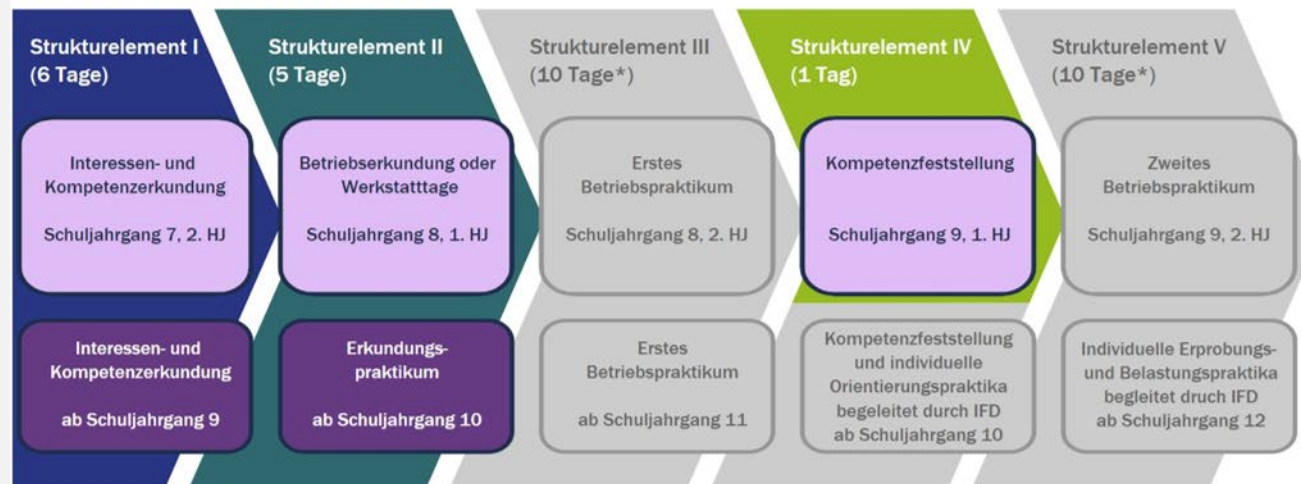 Strukturelement I
(6 Tage)
Interessen- und
Kompetenzerkundung
Schuljahrgang 7, 2. HJ
Interessen- und
Kompetenzerkundung
ab Schuljahrgang 9
Strukturelement II
(5 Tage)
Betriebserkundung oder
Werkstatttage
Schuljahrgang 8, 1. HJ
Erkundungs-
praktikum
ab Schuljahrgang 10
Strukturelement III
(10 Tage*)
Erstes
Betriebspraktikum
Schuljahrgang 8, 2. HJ
Erstes
Betriebspraktikum
ab Schuljahrgang 11
Strukturelement IV
(1 Tag)
Kompetenzfeststellung
Schuljahrgang 9, 1. HJ
Kompetenzfeststellung
und individuelle
Orientierungspraktika
begeleitet durch IFD
ab Schuljahrgang 10
Strukturelement V
(10 Tage*)
Zweites
Betriebspraktikum
Schuljahrgang 9, 2. HJ
Individuelle Erprobungs-
und Belastungspraktika
begleitet druch IFD
ab Schuljahrgang 12